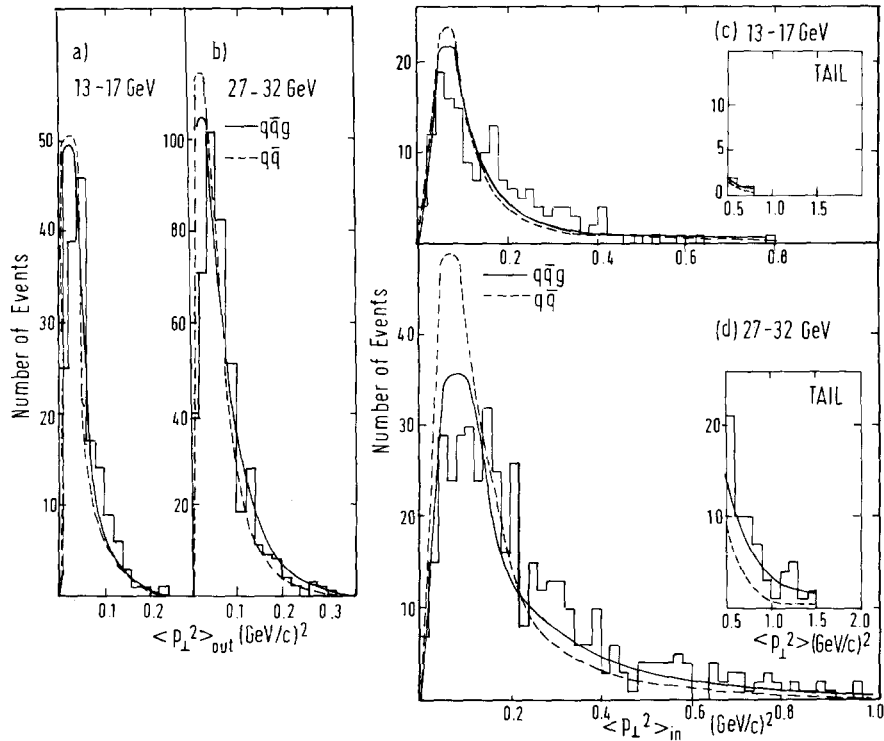 a)
13-17 GeV
b)
27-32 GeV
— qq̄g
--- qq̄
50
40
30
20
10
100
80
60
40
20
Number of Events
0.1
0.2
0.1
0.2
0.3
<p⊥²>out (GeV/c)²
(c) 13-17 GeV
20
10
TAIL
15
10
5
0
0.5
1.0
1.5
0.2
0.4
0.6
0.8
— qq̄g
--- qq̄
(d) 27-32 GeV
Number of Events
40
30
20
10
TAIL
20
10
0.5
1.0
1.5
2.0
<p⊥²> (GeV/c)²
0.2
0.4
0.6
0.8
1.0
<p⊥²>in (GeV/c)²